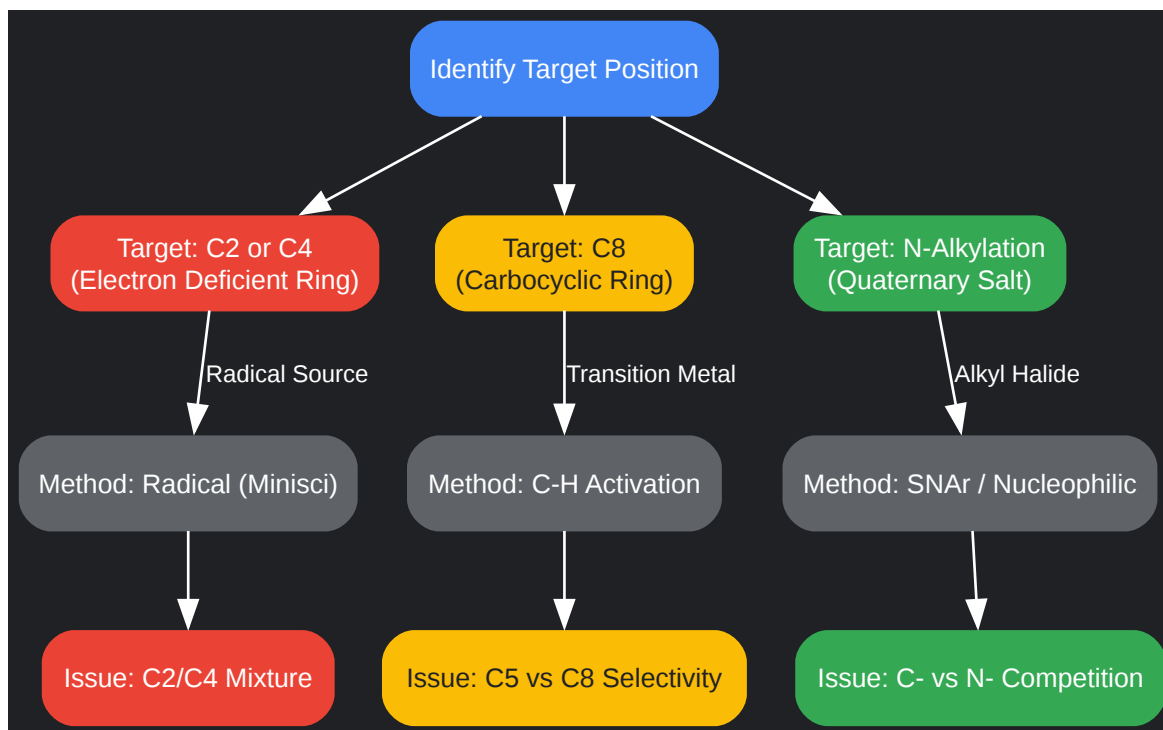 Identify Target Position
Target: C2 or C4
(Electron Deficient Ring)
Target: C8
(Carbocyclic Ring)
Target: N-Alkylation
(Quaternary Salt)
Radical Source
Transition Metal
Alkyl Halide
Method: Radical (Minisci)
Method: C-H Activation
Method: SNAr / Nucleophilic
Issue: C2/C4 Mixture
Issue: C5 vs C8 Selectivity
Issue: C- vs N- Competition